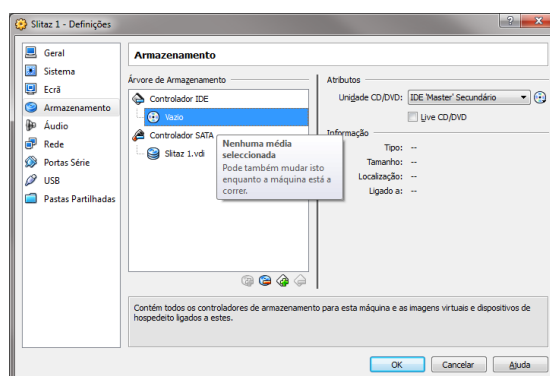 Slitaz 1 - Definições
Geral
Sistema
Ecrã
Armazenamento
Áudio
Rede
Portas Série
USB
Pastas Partilhadas
Armazenamento
Árvore de Armazenamento
Controlador IDE
Vazio
Controlador SATA
Slitaz 1.vdi
Nenhuma média
seleccionada
Pode também mudar isto
enquanto a máquina está a
correr.
Atributos
Unidade CD/DVD: IDE 'Master' Secundário
Live CD/DVD
Informação
Tipo: --
Tamanho: --
Localização: --
Ligado a: --
Contém todos os controladores de armazenamento para esta máquina e as imagens virtuais e dispositivos de
hospedeito ligados a estes.
OK Cancelar Ajuda